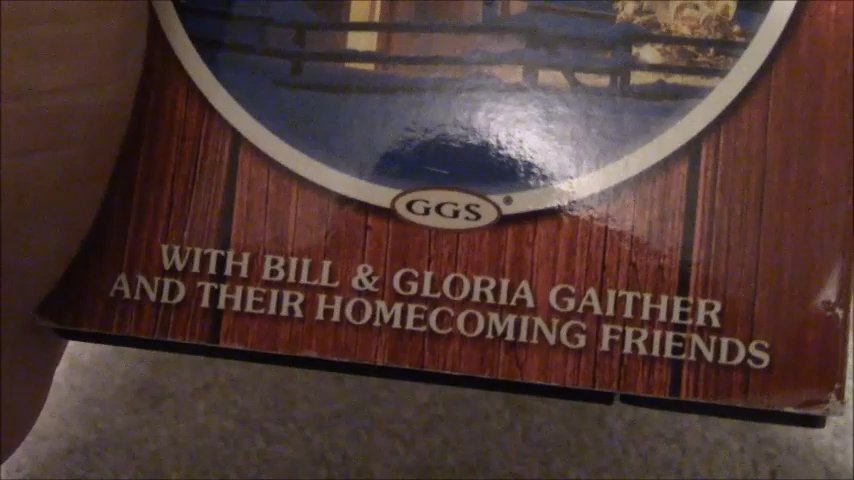 GGS®
WITH BILL & GLORIA GAITHER
AND THEIR HOMECOMING FRIENDS